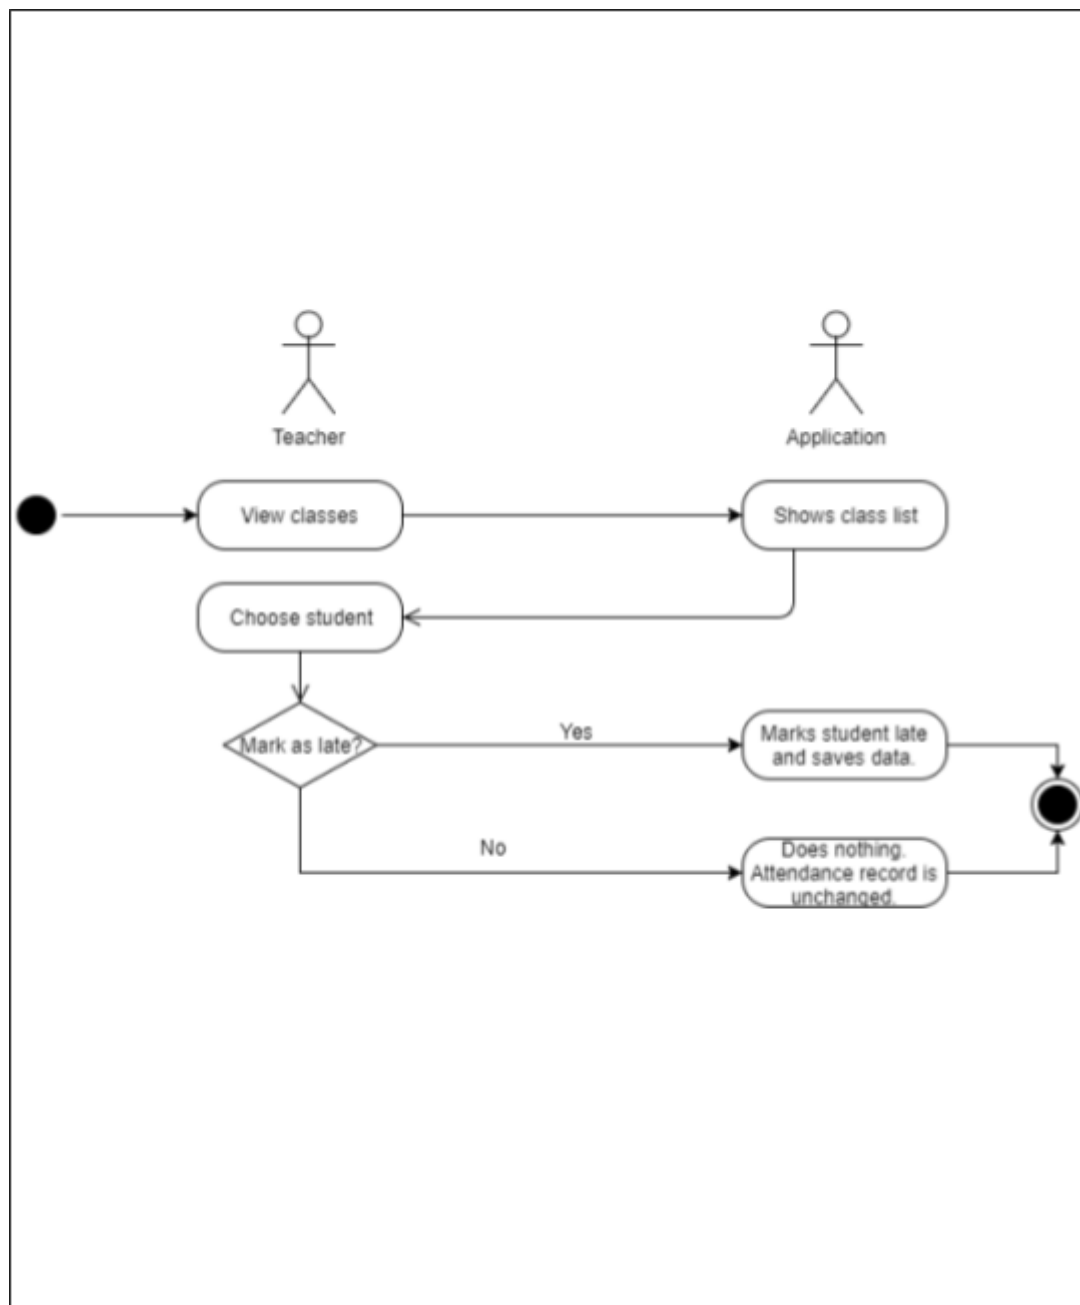 Teacher
Application
View classes
Shows class list
Choose student
Mark as late?
Yes
Marks student late
and saves data.
No
Does nothing.
Attendance record is
unchanged.